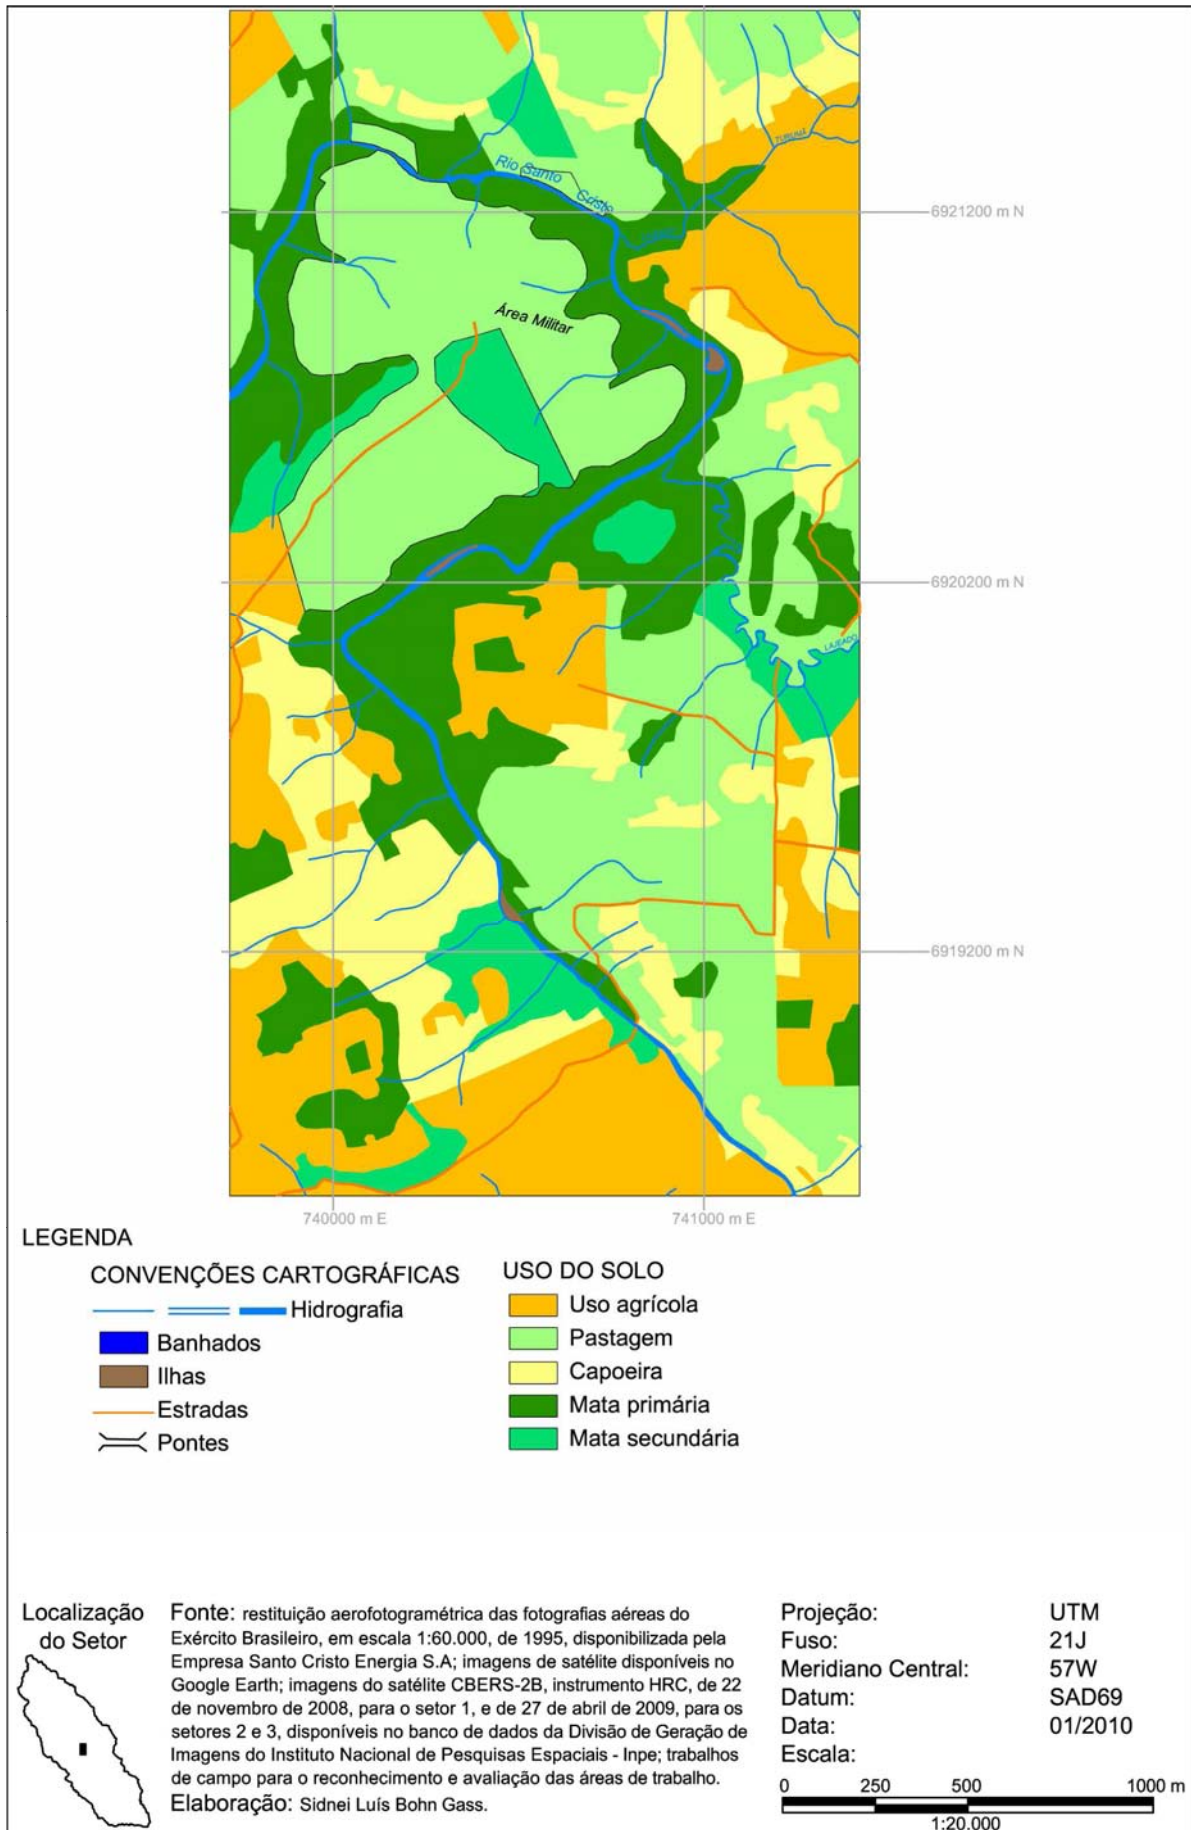 TUPUNÁ
Rio Santo
Cristo
6921200 m N
Área Militar
6920200 m N
LAJEADO
6919200 m N
740000 m E
741000 m E
LEGENDA
CONVENÇÕES CARTOGRÁFICAS
Hidrografia
Banhados
Ilhas
Estradas
Pontes
USO DO SOLO
Uso agrícola
Pastagem
Capoeira
Mata primária
Mata secundária
Localização
do Setor
Fonte: restituição aerofotogramétrica das fotografias aéreas do
Exército Brasileiro, em escala 1:60.000, de 1995, disponibilizada pela
Empresa Santo Cristo Energia S.A; imagens de satélite disponíveis no
Google Earth; imagens do satélite CBERS-2B, instrumento HRC, de 22
de novembro de 2008, para o setor 1, e de 27 de abril de 2009, para os
setores 2 e 3, disponíveis no banco de dados da Divisão de Geração de
Imagens do Instituto Nacional de Pesquisas Espaciais - Inpe; trabalhos
de campo para o reconhecimento e avaliação das áreas de trabalho.
Elaboração: Sidnei Luís Bohn Gass.
Projeção: UTM
Fuso: 21J
Meridiano Central: 57W
Datum: SAD69
Data: 01/2010
Escala:
0 250 500 1000 m
1:20.000